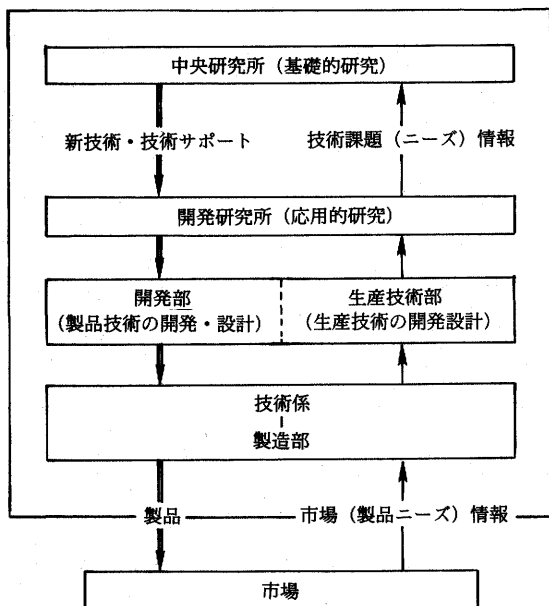 中央研究所（基礎的研究）
新技術・技術サポート
技術課題（ニーズ）情報
開発研究所（応用的研究）
開発部
（製品技術の開発・設計）
生産技術部
（生産技術の開発設計）
技術係
製造部
製品
市場（製品ニーズ）情報
市場